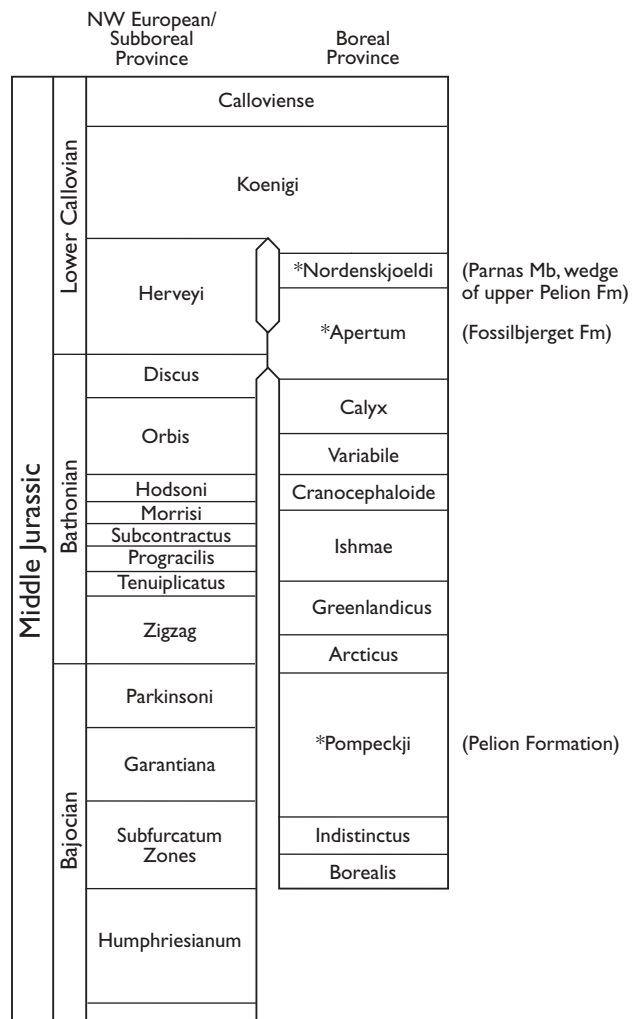 NW European/
Subboreal
Province
Boreal
Province
Middle Jurassic
Lower Callovian
Bathonian
Bajocian
Calloviense
Koenigi
Herveyi
Discus
Orbis
Hodsoni
Morrisi
Subcontractus
Progracilis
Tenuiplicatus
Zigzag
Parkinsoni
Garantiana
Subfurcatum
Zones
Humphriesianum
*Nordenskjoeldi
*Apertum
Calyx
Variabile
Cranocephaloide
Ishmae
Greenlandicus
Arcticus
*Pompeckji
Indistinctus
Borealis
(Parnas Mb, wedge
of upper Pelion Fm)
(Fossilbjerget Fm)
(Pelion Formation)